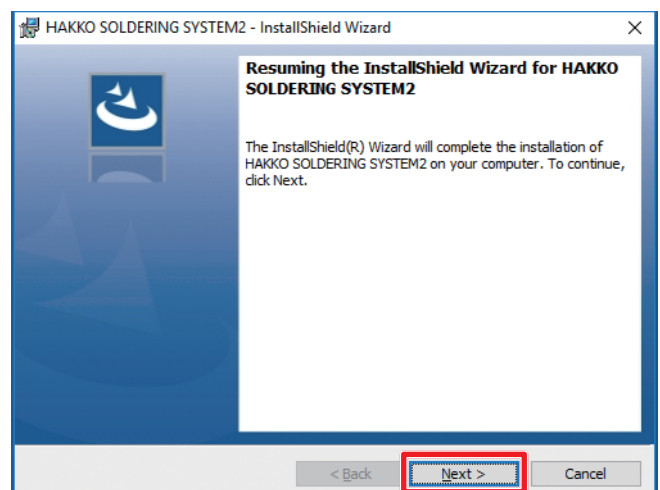 HAKKO SOLDERING SYSTEM2 - InstallShield Wizard
Resuming the InstallShield Wizard for HAKKO
SOLDERING SYSTEM2
The InstallShield(R) Wizard will complete the installation of
HAKKO SOLDERING SYSTEM2 on your computer. To continue,
click Next.
< Back Next > Cancel